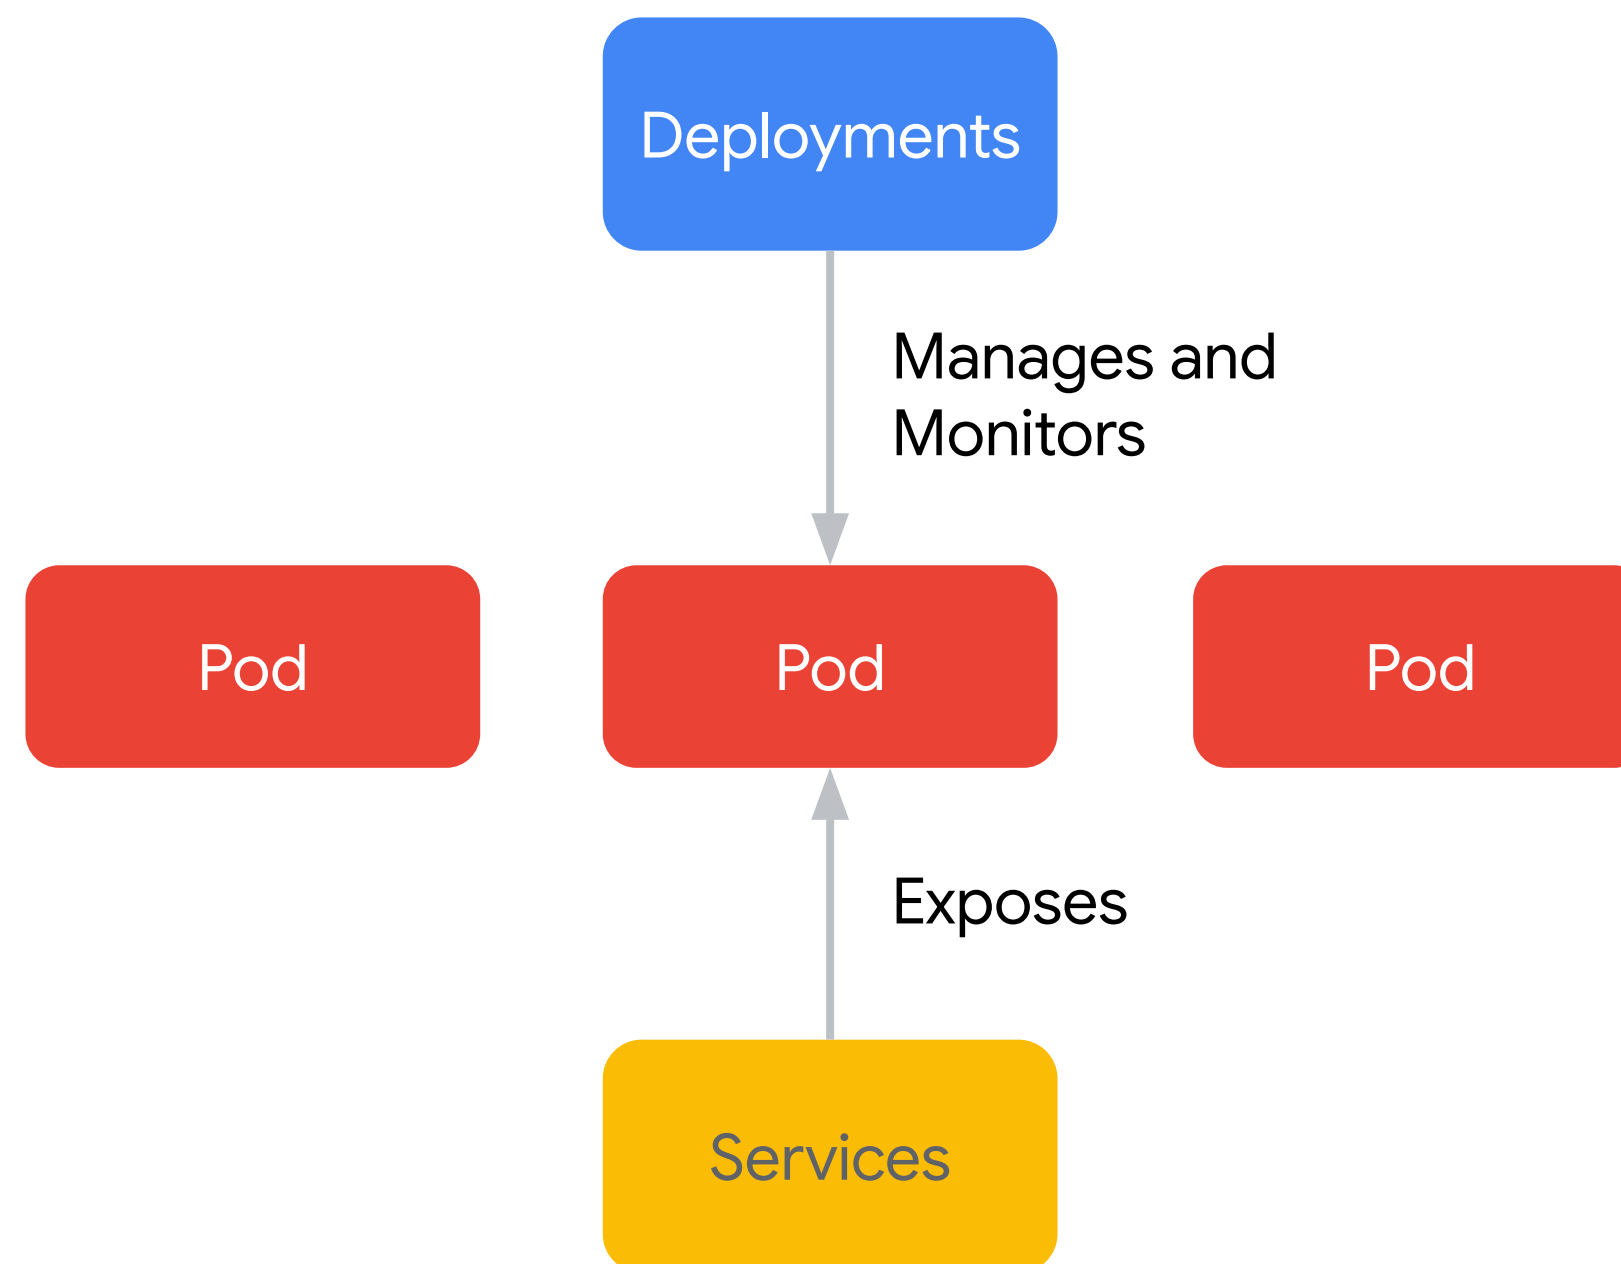 Deployments
Manages and
Monitors
Pod
Pod
Pod
Exposes
Services